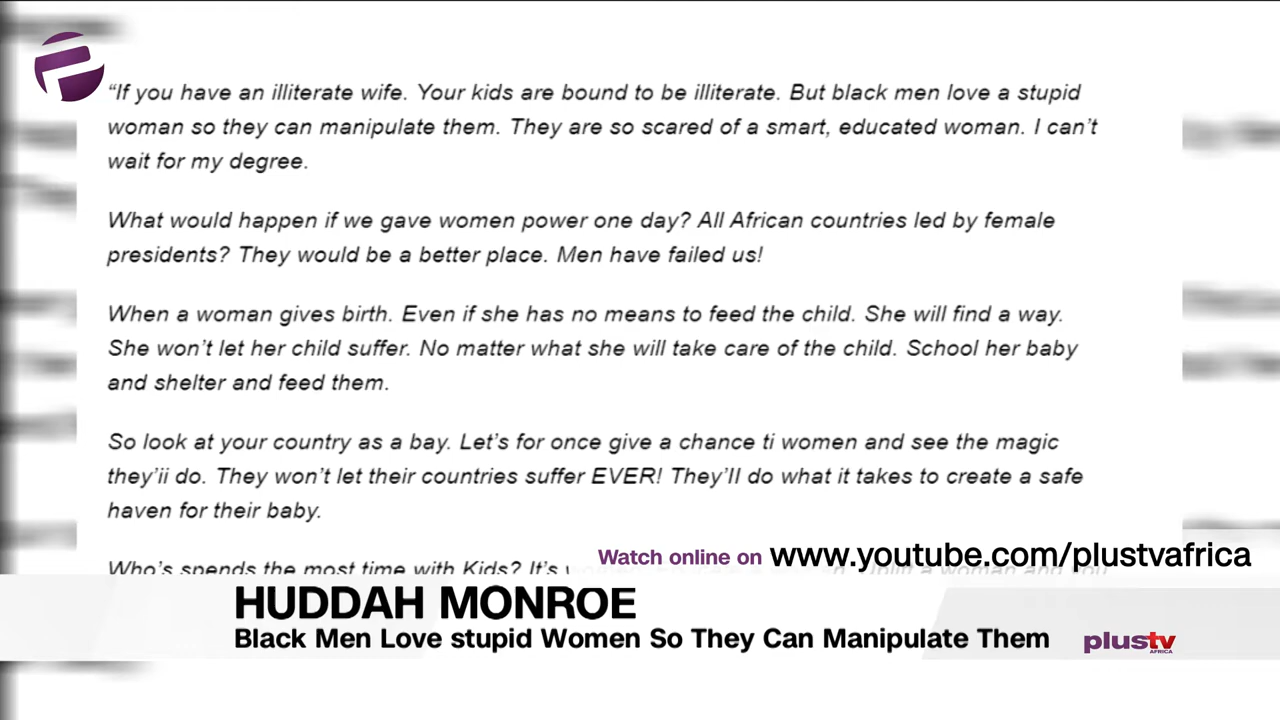 “If you have an illiterate wife. Your kids are bound to be illiterate. But black men love a stupid
woman so they can manipulate them. They are so scared of a smart, educated woman. I can’t
wait for my degree.
What would happen if we gave women power one day? All African countries led by female
presidents? They would be a better place. Men have failed us!
When a woman gives birth. Even if she has no means to feed the child. She will find a way.
She won’t let her child suffer. No matter what she will take care of the child. School her baby
and shelter and feed them.
So look at your country as a bay. Let’s for once give a chance ti women and see the magic
they’ii do. They won’t let their countries suffer EVER! They’ll do what it takes to create a safe
haven for their baby.
Who’s spends the most time with Kids? It’s
Watch online on www.youtube.com/plustvafrica
HUDDAH MONROE
Black Men Love stupid Women So They Can Manipulate Them
plustv
AFRICA